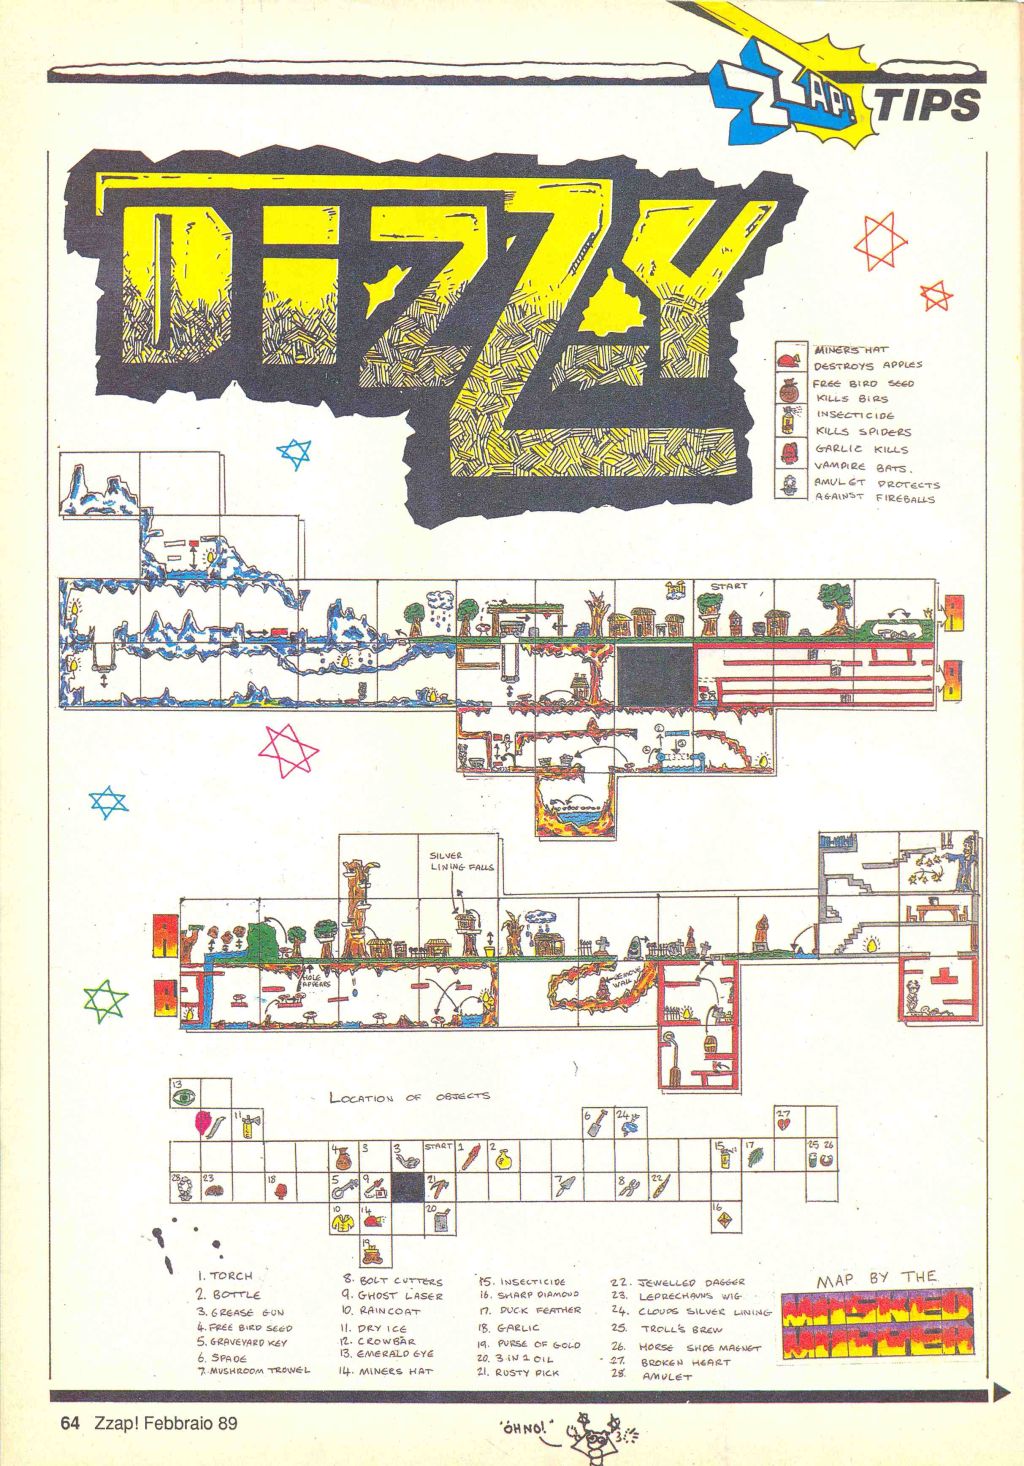 ZZAP! TIPS
DIZZY
MINERS HAT
DESTROYS APPLES
FREE BIRD SEED
KILLS BIRS
INSECTICIDE
KILLS SPIDERS
GARLIC KILLS
VAMPIRE BATS.
AMULET PROTECTS
AGAINST FIREBALLS
START
SILVER
LINING FALLS
HOLE
APPEARS
REMOVE
WALL
LOCATION OF OBJECTS
13
11
6 24 27
4 3 3 START 1 2 15 17 25 26
28 23 18 5 9 21 7 8 22
10 14 20 16
19
1. TORCH
2. BOTTLE
3. GREASE GUN
4. FREE BIRD SEED
5. GRAVEYARD KEY
6. SPADE
7. MUSHROOM TROWEL
8. BOLT CUTTERS
9. GHOST LASER
10. RAINCOAT
11. DRY ICE
12. CROWBAR
13. EMERALD EYE
14. MINERS HAT
15. INSECTICIDE
16. SHARP DIAMOND
17. DUCK FEATHER
18. GARLIC
19. PURSE OF GOLD
20. 3 IN 1 OIL
21. RUSTY PICK
22. JEWELLED DAGGER
23. LEPRECHAUNS WIG
24. CLOUDS SILVER LINING
25. TROLL'S BREW
26. HORSE SHOE MAGNET
27. BROKEN HEART
28. AMULET
MAP BY THE
MASKED
MAPPER
64 Zzap! Febbraio 89
"OH NO!"